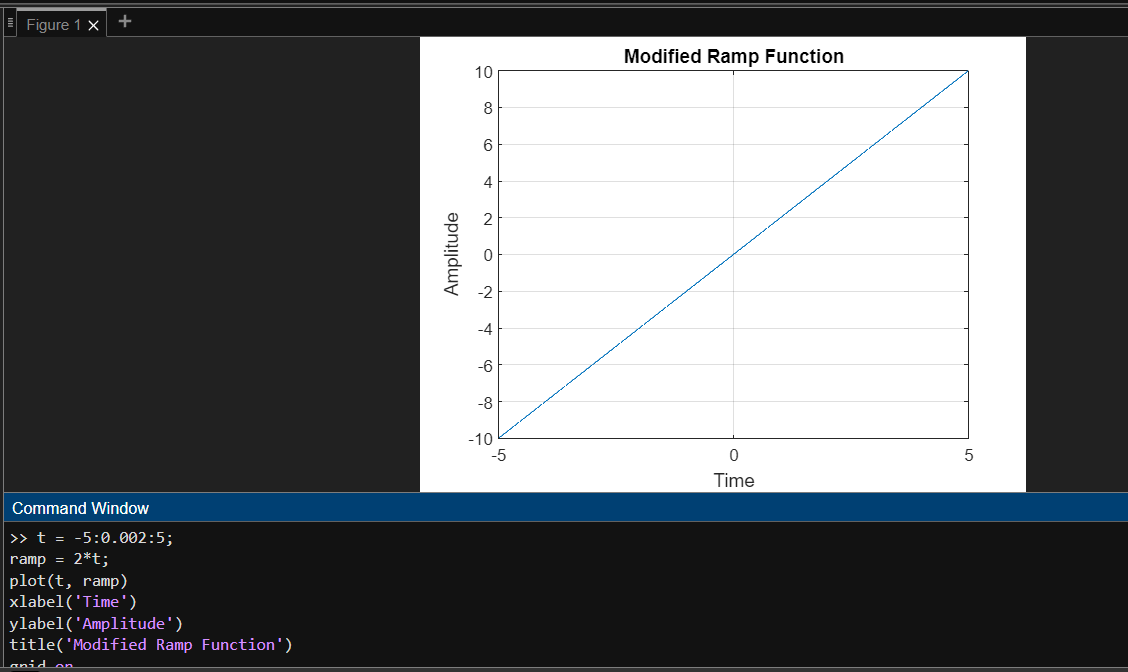 Figure 1
Modified Ramp Function
10
8
6
4
2
0
-2
-4
-6
-8
-10
Amplitude
-5 0 5
Time
Command Window
>> t = -5:0.002:5;
ramp = 2*t;
plot(t, ramp)
xlabel('Time')
ylabel('Amplitude')
title('Modified Ramp Function')
grid on